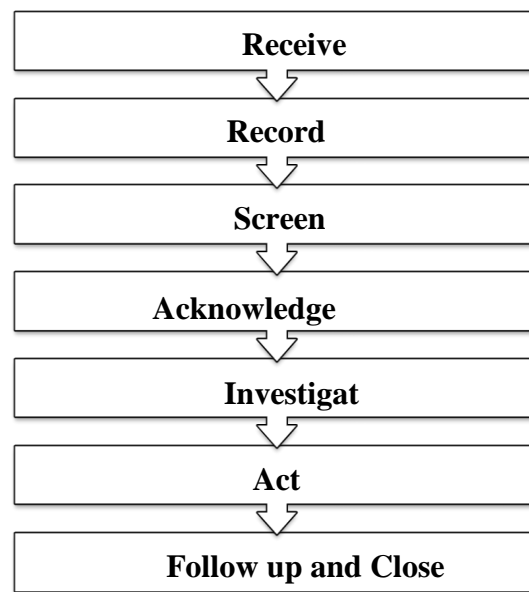 Receive
Record
Screen
Acknowledge
Investigat
Act
Follow up and Close